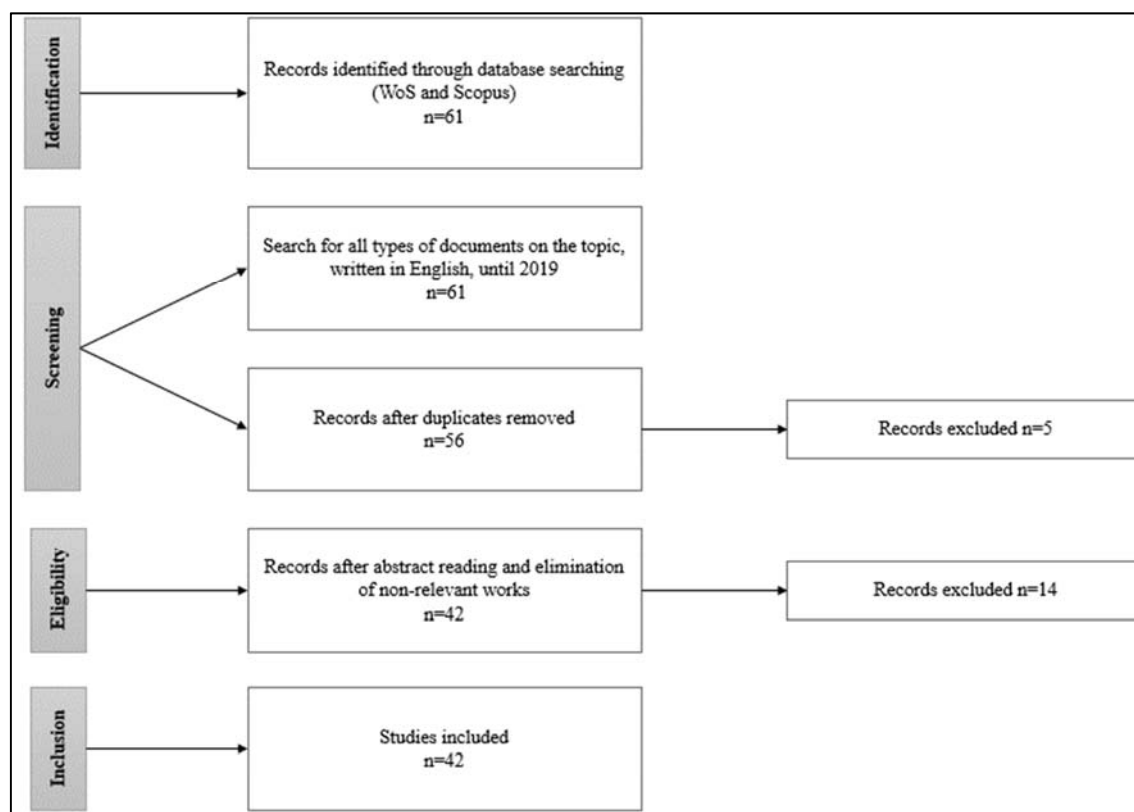 Identification
Records identified through database searching
(WoS and Scopus)
n=61
Screening
Search for all types of documents on the topic,
written in English, until 2019
n=61
Records after duplicates removed
n=56
Records excluded n=5
Eligibility
Records after abstract reading and elimination
of non-relevant works
n=42
Records excluded n=14
Inclusion
Studies included
n=42